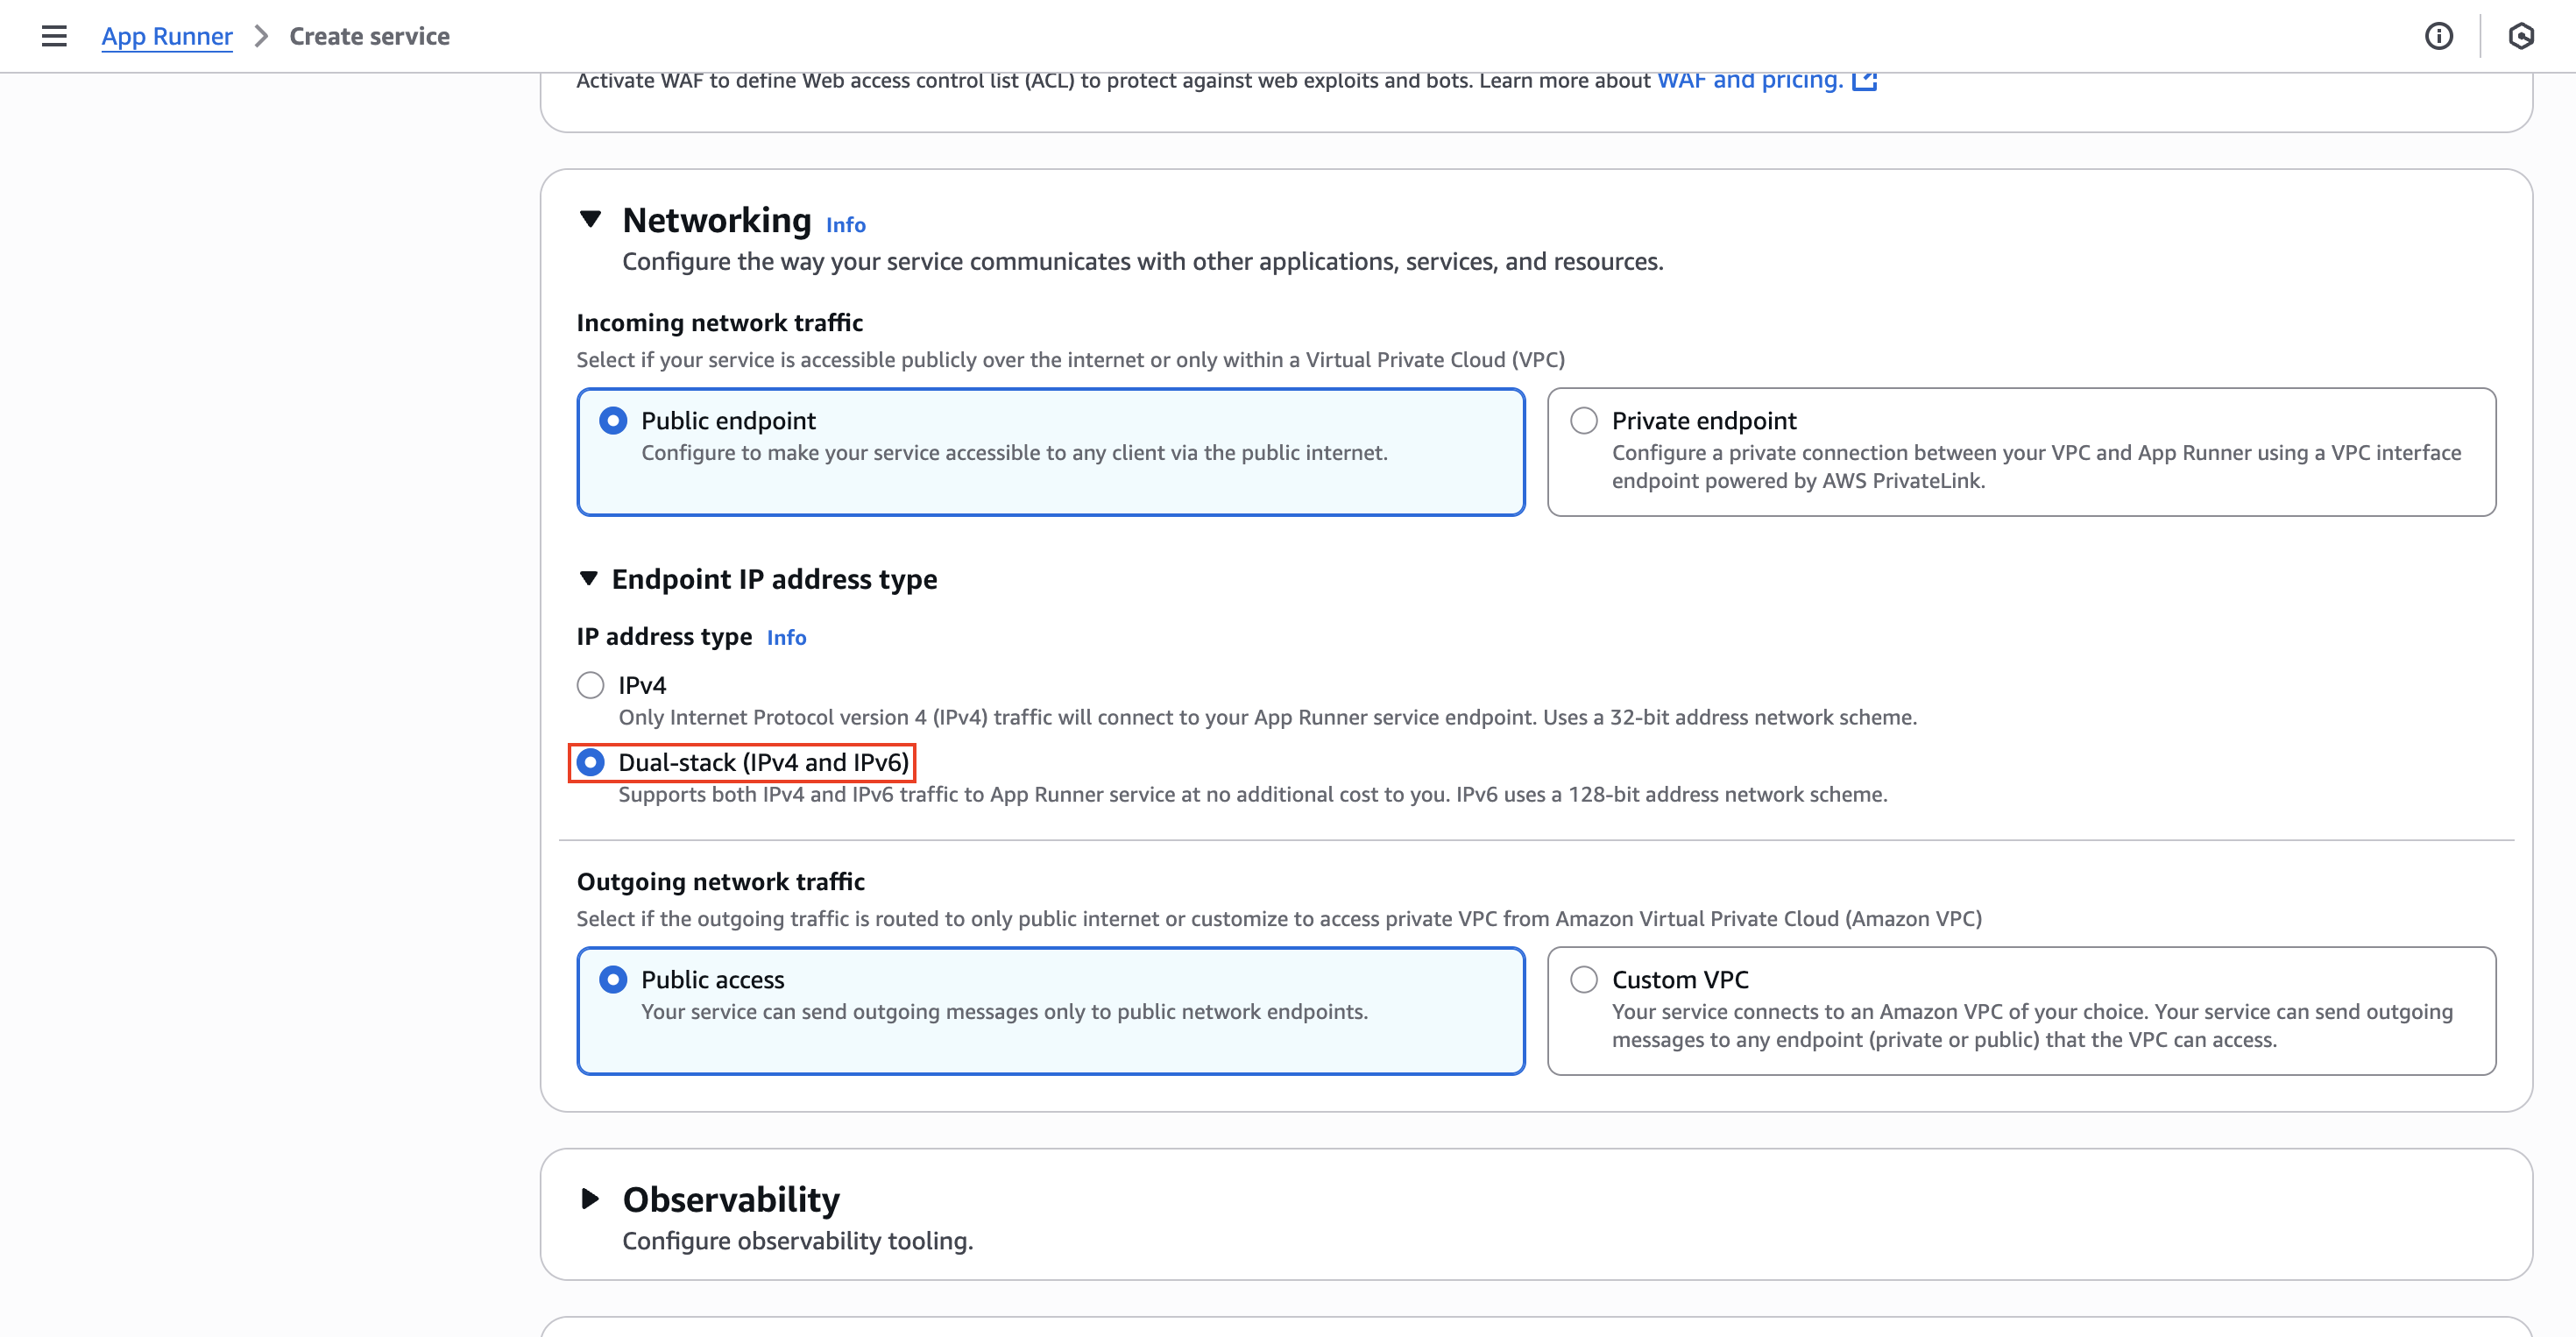 App Runner > Create service
Activate WAF to define Web access control list (ACL) to protect against web exploits and bots. Learn more about WAF and pricing.
Networking Info
Configure the way your service communicates with other applications, services, and resources.
Incoming network traffic
Select if your service is accessible publicly over the internet or only within a Virtual Private Cloud (VPC)
Public endpoint
Configure to make your service accessible to any client via the public internet.
Private endpoint
Configure a private connection between your VPC and App Runner using a VPC interface
endpoint powered by AWS PrivateLink.
Endpoint IP address type
IP address type Info
IPv4
Only Internet Protocol version 4 (IPv4) traffic will connect to your App Runner service endpoint. Uses a 32-bit address network scheme.
Dual-stack (IPv4 and IPv6)
Supports both IPv4 and IPv6 traffic to App Runner service at no additional cost to you. IPv6 uses a 128-bit address network scheme.
Outgoing network traffic
Select if the outgoing traffic is routed to only public internet or customize to access private VPC from Amazon Virtual Private Cloud (Amazon VPC)
Public access
Your service can send outgoing messages only to public network endpoints.
Custom VPC
Your service connects to an Amazon VPC of your choice. Your service can send outgoing
messages to any endpoint (private or public) that the VPC can access.
Observability
Configure observability tooling.